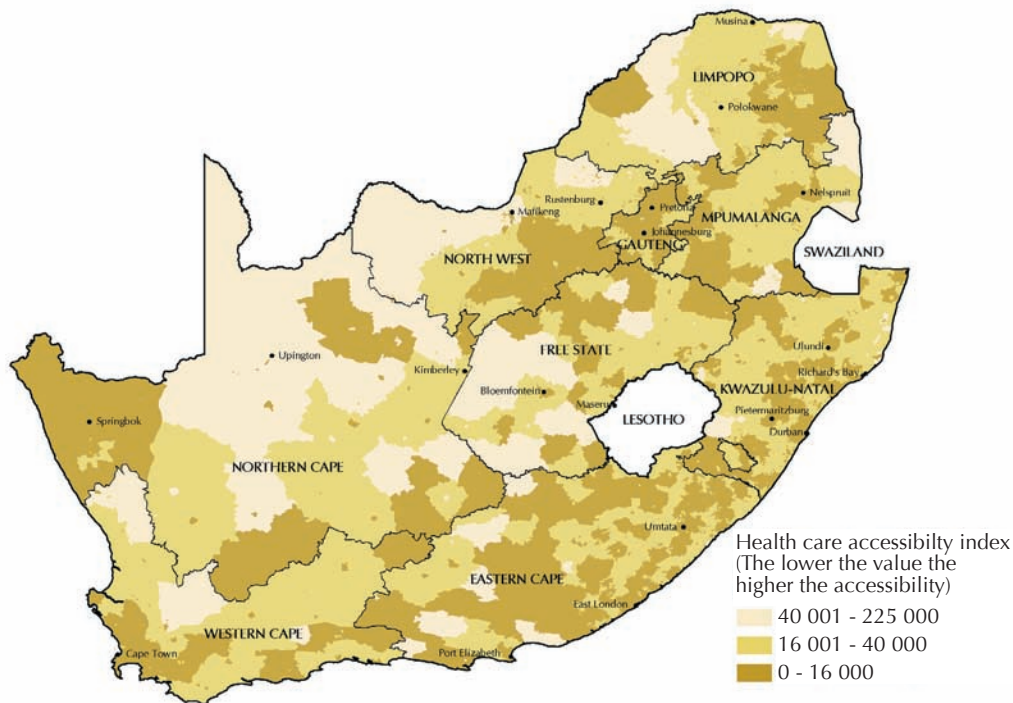 Musina
LIMPOPO
Polokwane
Nelspruit
Rustenburg
Pretoria
Mafikeng
MPUMALANGA
Johannesburg
GAUTENG
SWAZILAND
NORTH WEST
Ulundi
FREE STATE
Upington
Kimberley
Richard's Bay
KWAZULU-NATAL
Bloemfontein
Maseru
Pietermaritzburg
LESOTHO
Springbok
Durban
NORTHERN CAPE
Umtata
Health care accessibilty index
(The lower the value the
higher the accessibility)
EASTERN CAPE
East London
40 001 - 225 000
WESTERN CAPE
16 001 - 40 000
Cape Town
Port Elizabeth
0 - 16 000